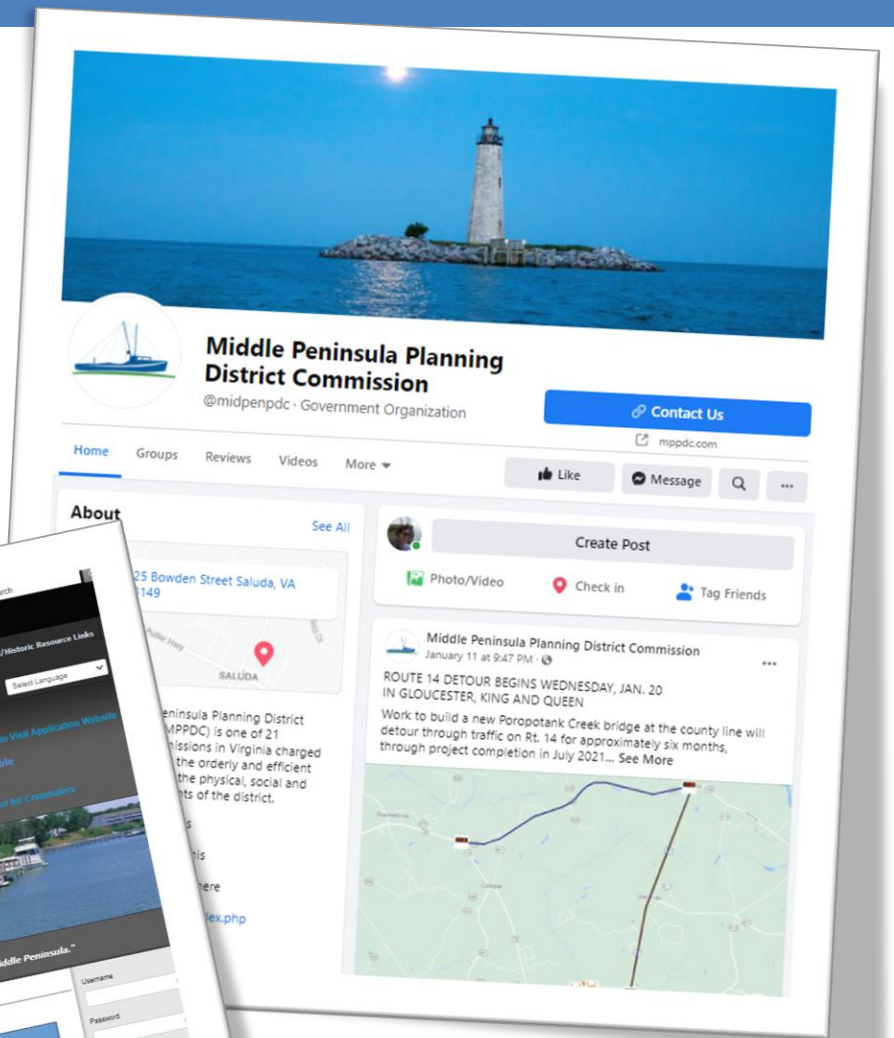 Middle Peninsula Planning
District Commission
@midpenpdc · Government Organization
Contact Us
mppdc.com
Home Groups Reviews Videos More
Like Message ...
About See All
25 Bowden Street Saluda, VA
149
SALUDA
eninsula Planning District
MPPDC) is one of 21
missions in Virginia charged
the orderly and efficient
the physical, social and
nts of the district.
s
his
here
ex.php
Create Post
Photo/Video Check in Tag Friends
Middle Peninsula Planning District Commission
January 11 at 9:47 PM ·
...
ROUTE 14 DETOUR BEGINS WEDNESDAY, JAN. 20
IN GLOUCESTER, KING AND QUEEN
Work to build a new Poropotank Creek bridge at the county line will
detour through traffic on Rt. 14 for approximately six months,
through project completion in July 2021... See More
rch
/Historic Resource Links
Select Language
to Visit Application Website
ble
ol for Commuters
iddle Peninsula."
Username
Password